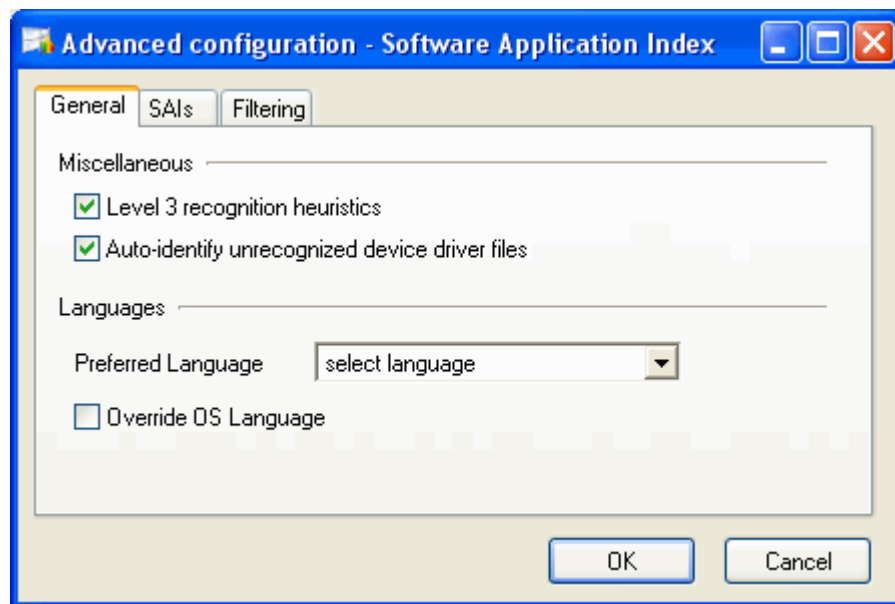 Advanced configuration - Software Application Index
General SAIs Filtering
Miscellaneous
Level 3 recognition heuristics
Auto-identify unrecognized device driver files
Languages
Preferred Language select language
Override OS Language
OK Cancel